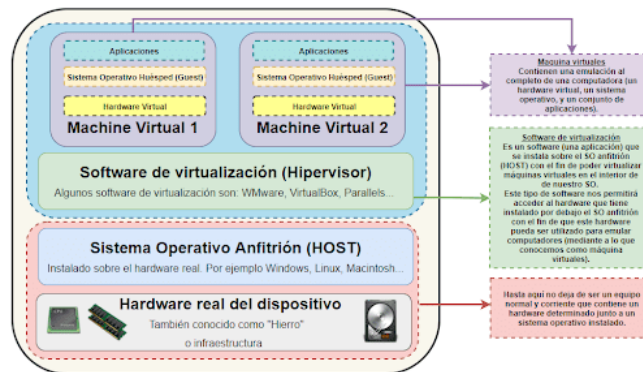 Aplicaciones
Sistema Operativo Huésped (Guest)
Hardware Virtual
Machine Virtual 1
Aplicaciones
Sistema Operativo Huésped (Guest)
Hardware Virtual
Machine Virtual 2
Software de virtualización (Hipervisor)
Algunos software de virtualización son: WMware, VirtualBox, Parallels...
Sistema Operativo Anfitrión (HOST)
Instalado sobre el hardware real. Por ejemplo Windows, Linux, Macintosh...
Hardware real del dispositivo
También conocido como "Hierro"
o infraestructura
Maquina virtuales
Contienen una emulación al
completo de una computadora (un
hardware virtual, un sistema
operativo, y un conjunto de
aplicaciones).
Software de virtualización
Es un software (una aplicación) que
se instala sobre el SO anfitrión
(HOST) con el fin de poder virtualizar
máquinas virtuales en el interior de
de nuestro SO.
Este tipo de software nos permitirá
acceder al hardware que tiene
instalado por debajo el SO anfitrión
con el fin de que este hardware
pueda ser utilizado para emular
computadores (mediante a lo que
conocemos como máquina
virtuales).
Hasta aquí no deja de ser un equipo
normal y corriente que contiene un
hardware determinado junto a un
sistema operativo instalado.